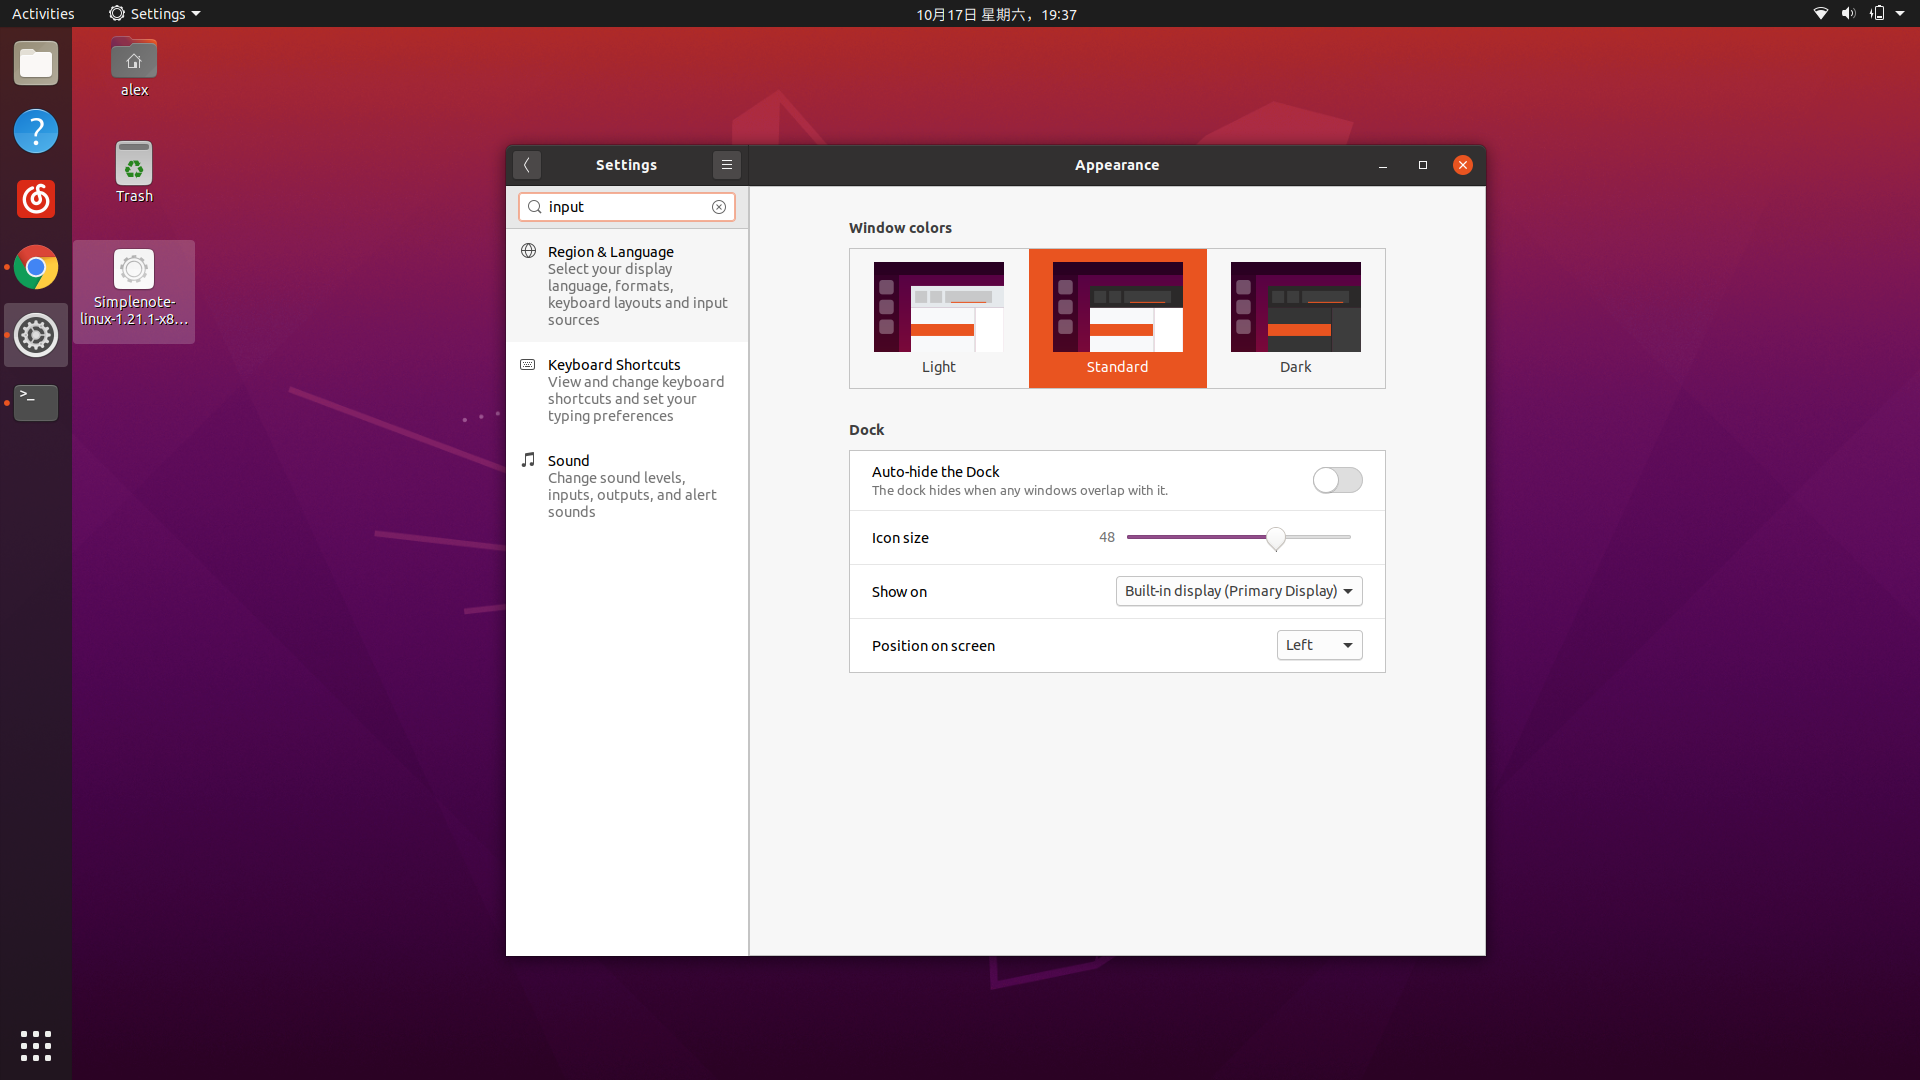 Activities
Settings
10月17日 星期六，19:37
alex
Trash
Simplenote-
linux-1.21.1-x8...
Settings
Appearance
input
Region & Language
Select your display
language, formats,
keyboard layouts and input
sources
Keyboard Shortcuts
View and change keyboard
shortcuts and set your
typing preferences
Sound
Change sound levels,
inputs, outputs, and alert
sounds
Window colors
Light
Standard
Dark
Dock
Auto-hide the Dock
The dock hides when any windows overlap with it.
Icon size
48
Show on
Built-in display (Primary Display)
Position on screen
Left